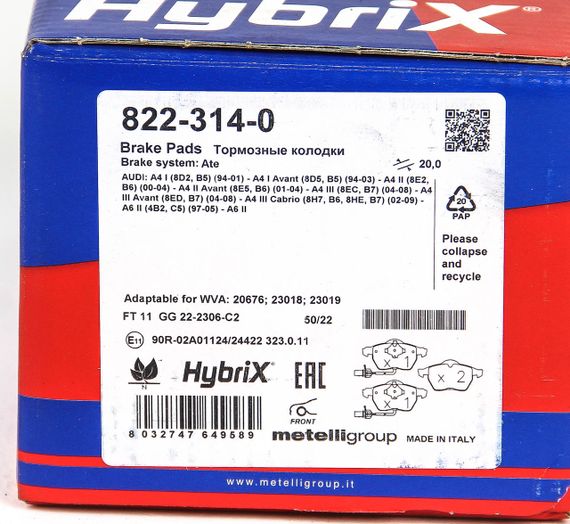 HybriX®
822-314-0
Brake Pads Тормозные колодки
Brake system: Ate
20,0
AUDI: A4 I (8D2, B5) (94-01) - A4 I Avant (8D5, B5) (94-03) - A4 II (8E2,
B6) (00-04) - A4 II Avant (8E5, B6) (01-04) - A4 III (8EC, B7) (04-08) - A4
III Avant (8ED, B7) (04-08) - A4 III Cabrio (8H7, B6, 8HE, B7) (02-09) -
A6 II (4B2, C5) (97-05) - A6 II
20
PAP
Please
collapse
and
recycle
Adaptable for WVA: 20676; 23018; 23019
FT 11 GG 22-2306-C2 50/22
E11 90R-02A01124/24422 323.0.11
N
HybriX® EAC
x 1
x 2
x 1
8 032747 649589
FRONT
metelligroup MADE IN ITALY
www.metelligroup.it